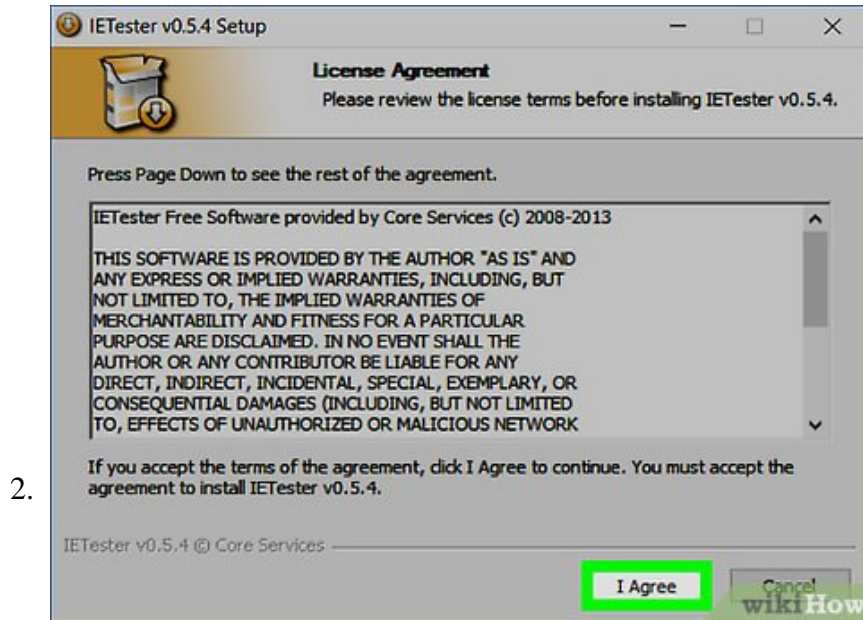 IETester v0.5.4 Setup
License Agreement
Please review the license terms before installing IETester v0.5.4.
Press Page Down to see the rest of the agreement.
IETester Free Software provided by Core Services (c) 2008-2013
THIS SOFTWARE IS PROVIDED BY THE AUTHOR "AS IS" AND
ANY EXPRESS OR IMPLIED WARRANTIES, INCLUDING, BUT
NOT LIMITED TO, THE IMPLIED WARRANTIES OF
MERCHANTABILITY AND FITNESS FOR A PARTICULAR
PURPOSE ARE DISCLAIMED. IN NO EVENT SHALL THE
AUTHOR OR ANY CONTRIBUTOR BE LIABLE FOR ANY
DIRECT, INDIRECT, INCIDENTAL, SPECIAL, EXEMPLARY, OR
CONSEQUENTIAL DAMAGES (INCLUDING, BUT NOT LIMITED
TO, EFFECTS OF UNAUTHORIZED OR MALICIOUS NETWORK
If you accept the terms of the agreement, click I Agree to continue. You must accept the
2. agreement to install IETester v0.5.4.
IETester v0.5.4 © Core Services
I Agree Cancel
wikiHow